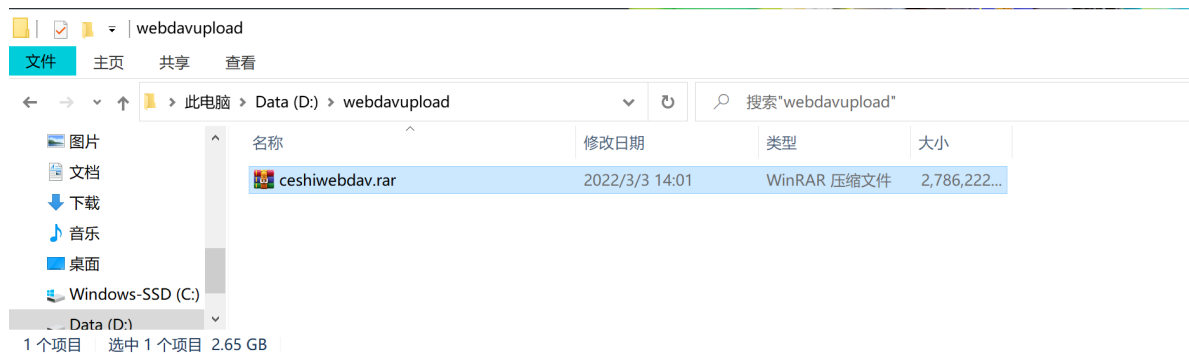 webdavupload
文件 主页 共享 查看
此电脑 > Data (D:) > webdavupload 搜索"webdavupload"
图片 名称 修改日期 类型 大小
文档 ceshiwebdav.rar 2022/3/3 14:01 WinRAR 压缩文件 2,786,222...
下载
音乐
桌面
Windows-SSD (C:)
Data (D:)
1 个项目 选中 1 个项目 2.65 GB